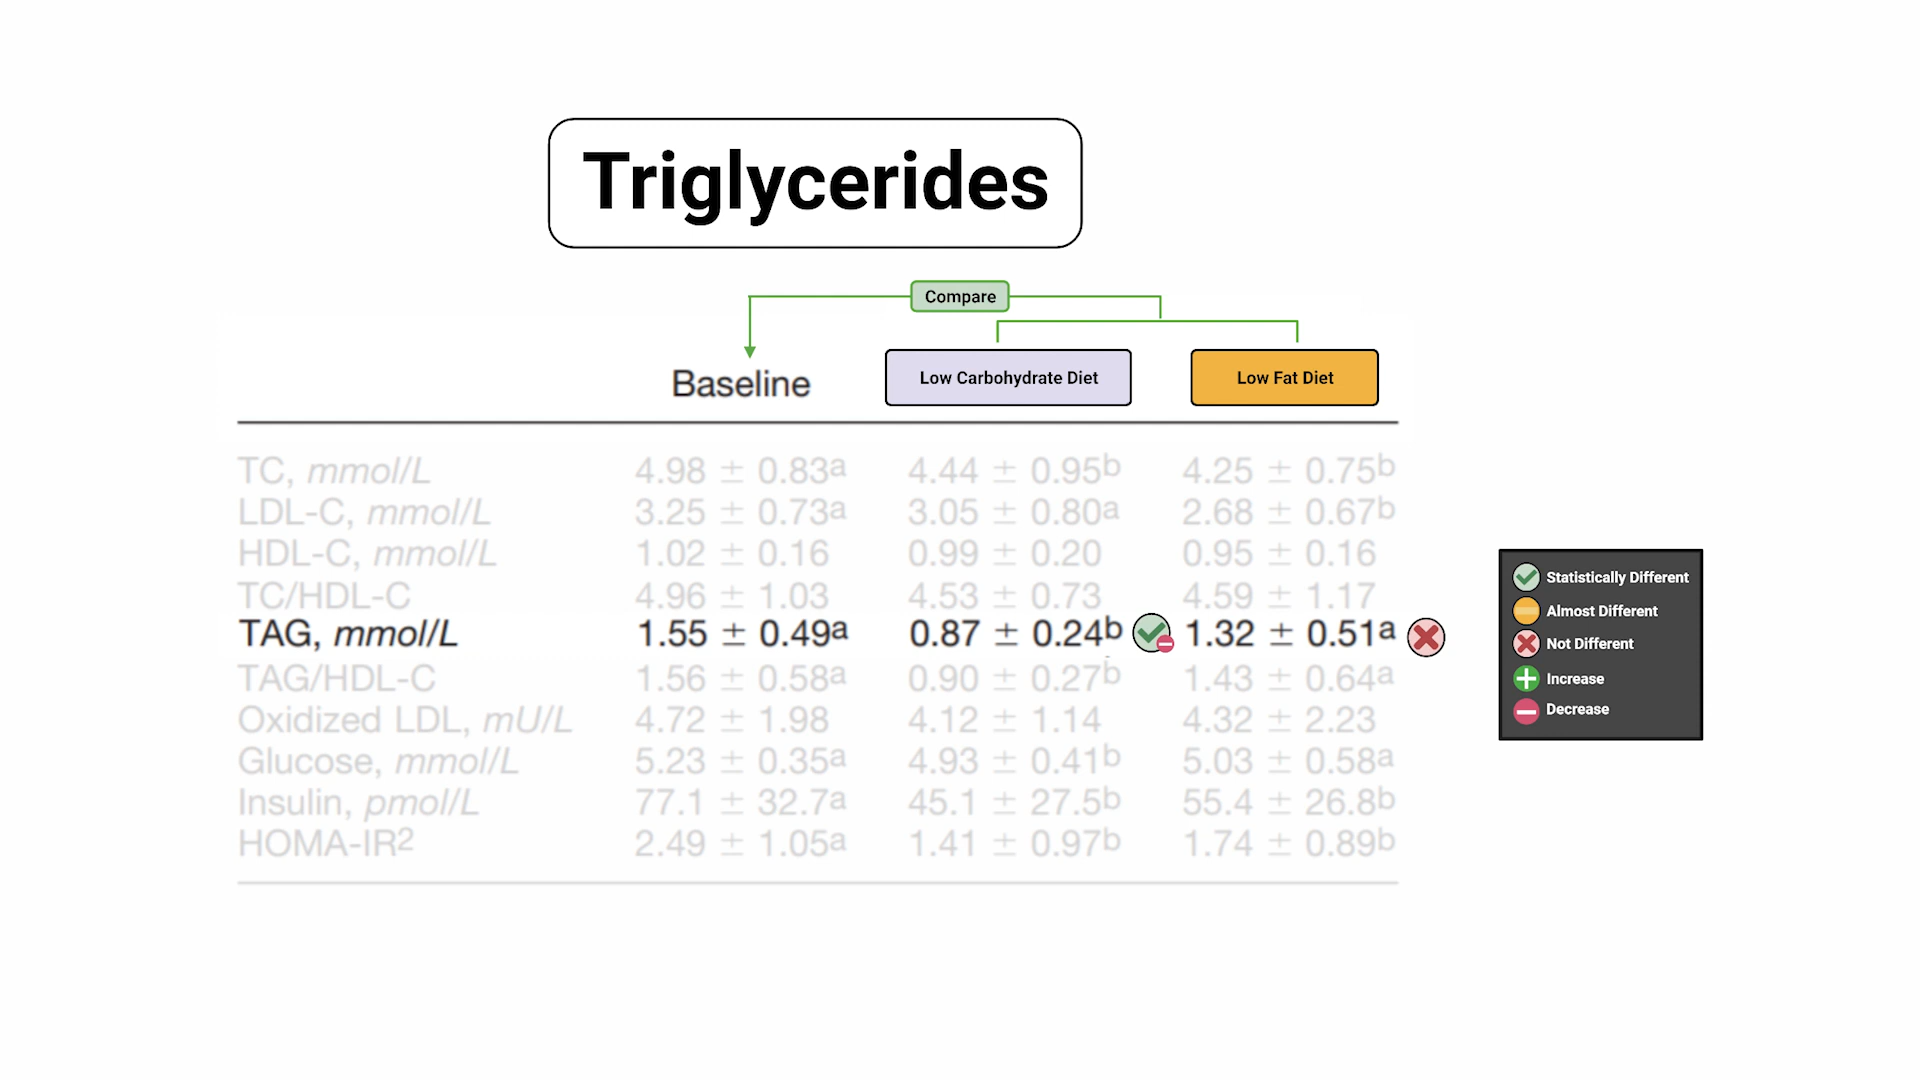 Triglycerides
Compare
Baseline Low Carbohydrate Diet Low Fat Diet
TC, mmol/L 4.98 ± 0.83a 4.44 ± 0.95b 4.25 ± 0.75b
LDL-C, mmol/L 3.25 ± 0.73a 3.05 ± 0.80a 2.68 ± 0.67b
HDL-C, mmol/L 1.02 ± 0.16 0.99 ± 0.20 0.95 ± 0.16
TC/HDL-C 4.96 ± 1.03 4.53 ± 0.73 4.59 ± 1.17
TAG, mmol/L 1.55 ± 0.49a 0.87 ± 0.24b 1.32 ± 0.51a
TAG/HDL-C 1.56 ± 0.58a 0.90 ± 0.27b 1.43 ± 0.64a
Oxidized LDL, mU/L 4.72 ± 1.98 4.12 ± 1.14 4.32 ± 2.23
Glucose, mmol/L 5.23 ± 0.35a 4.93 ± 0.41b 5.03 ± 0.58a
Insulin, pmol/L 77.1 ± 32.7a 45.1 ± 27.5b 55.4 ± 26.8b
HOMA-IR2 2.49 ± 1.05a 1.41 ± 0.97b 1.74 ± 0.89b
Statistically Different
Almost Different
Not Different
Increase
Decrease